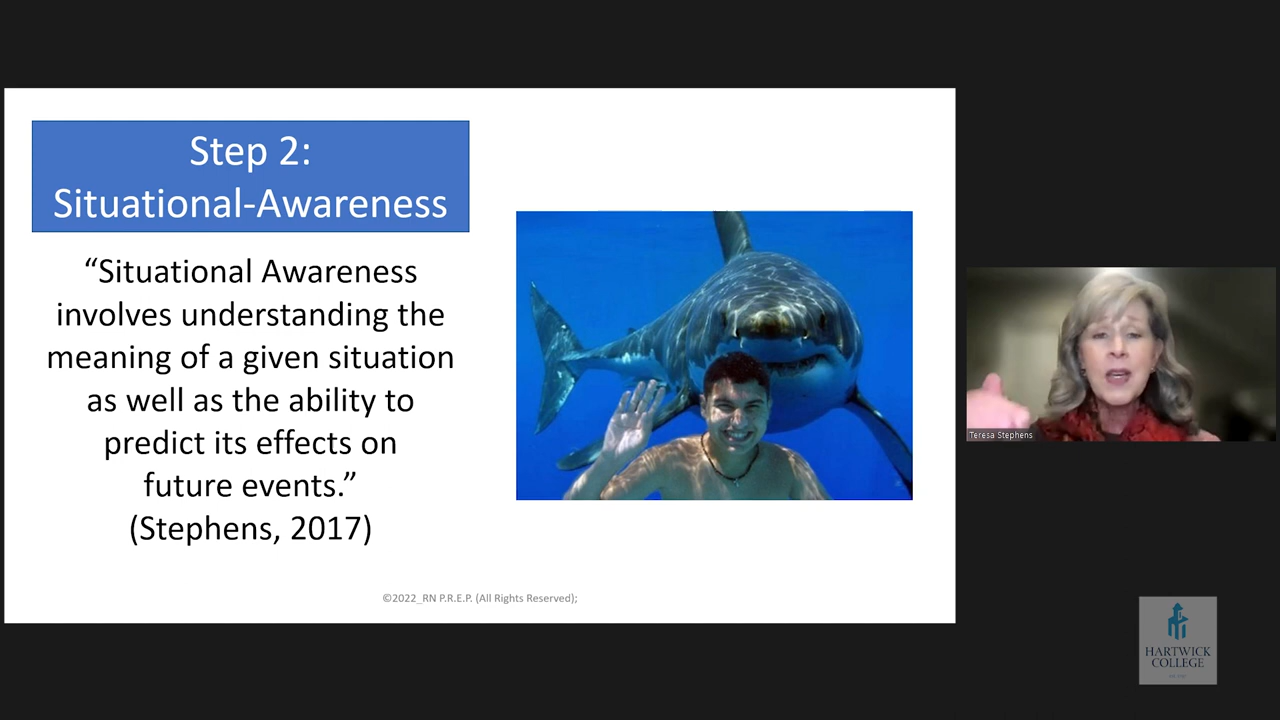 Step 2:
Situational-Awareness
“Situational Awareness
involves understanding the
meaning of a given situation
as well as the ability to
predict its effects on
future events.”
(Stephens, 2017)
©2022_RN P.R.E.P. (All Rights Reserved);
Teresa Stephens
HARTWICK
COLLEGE